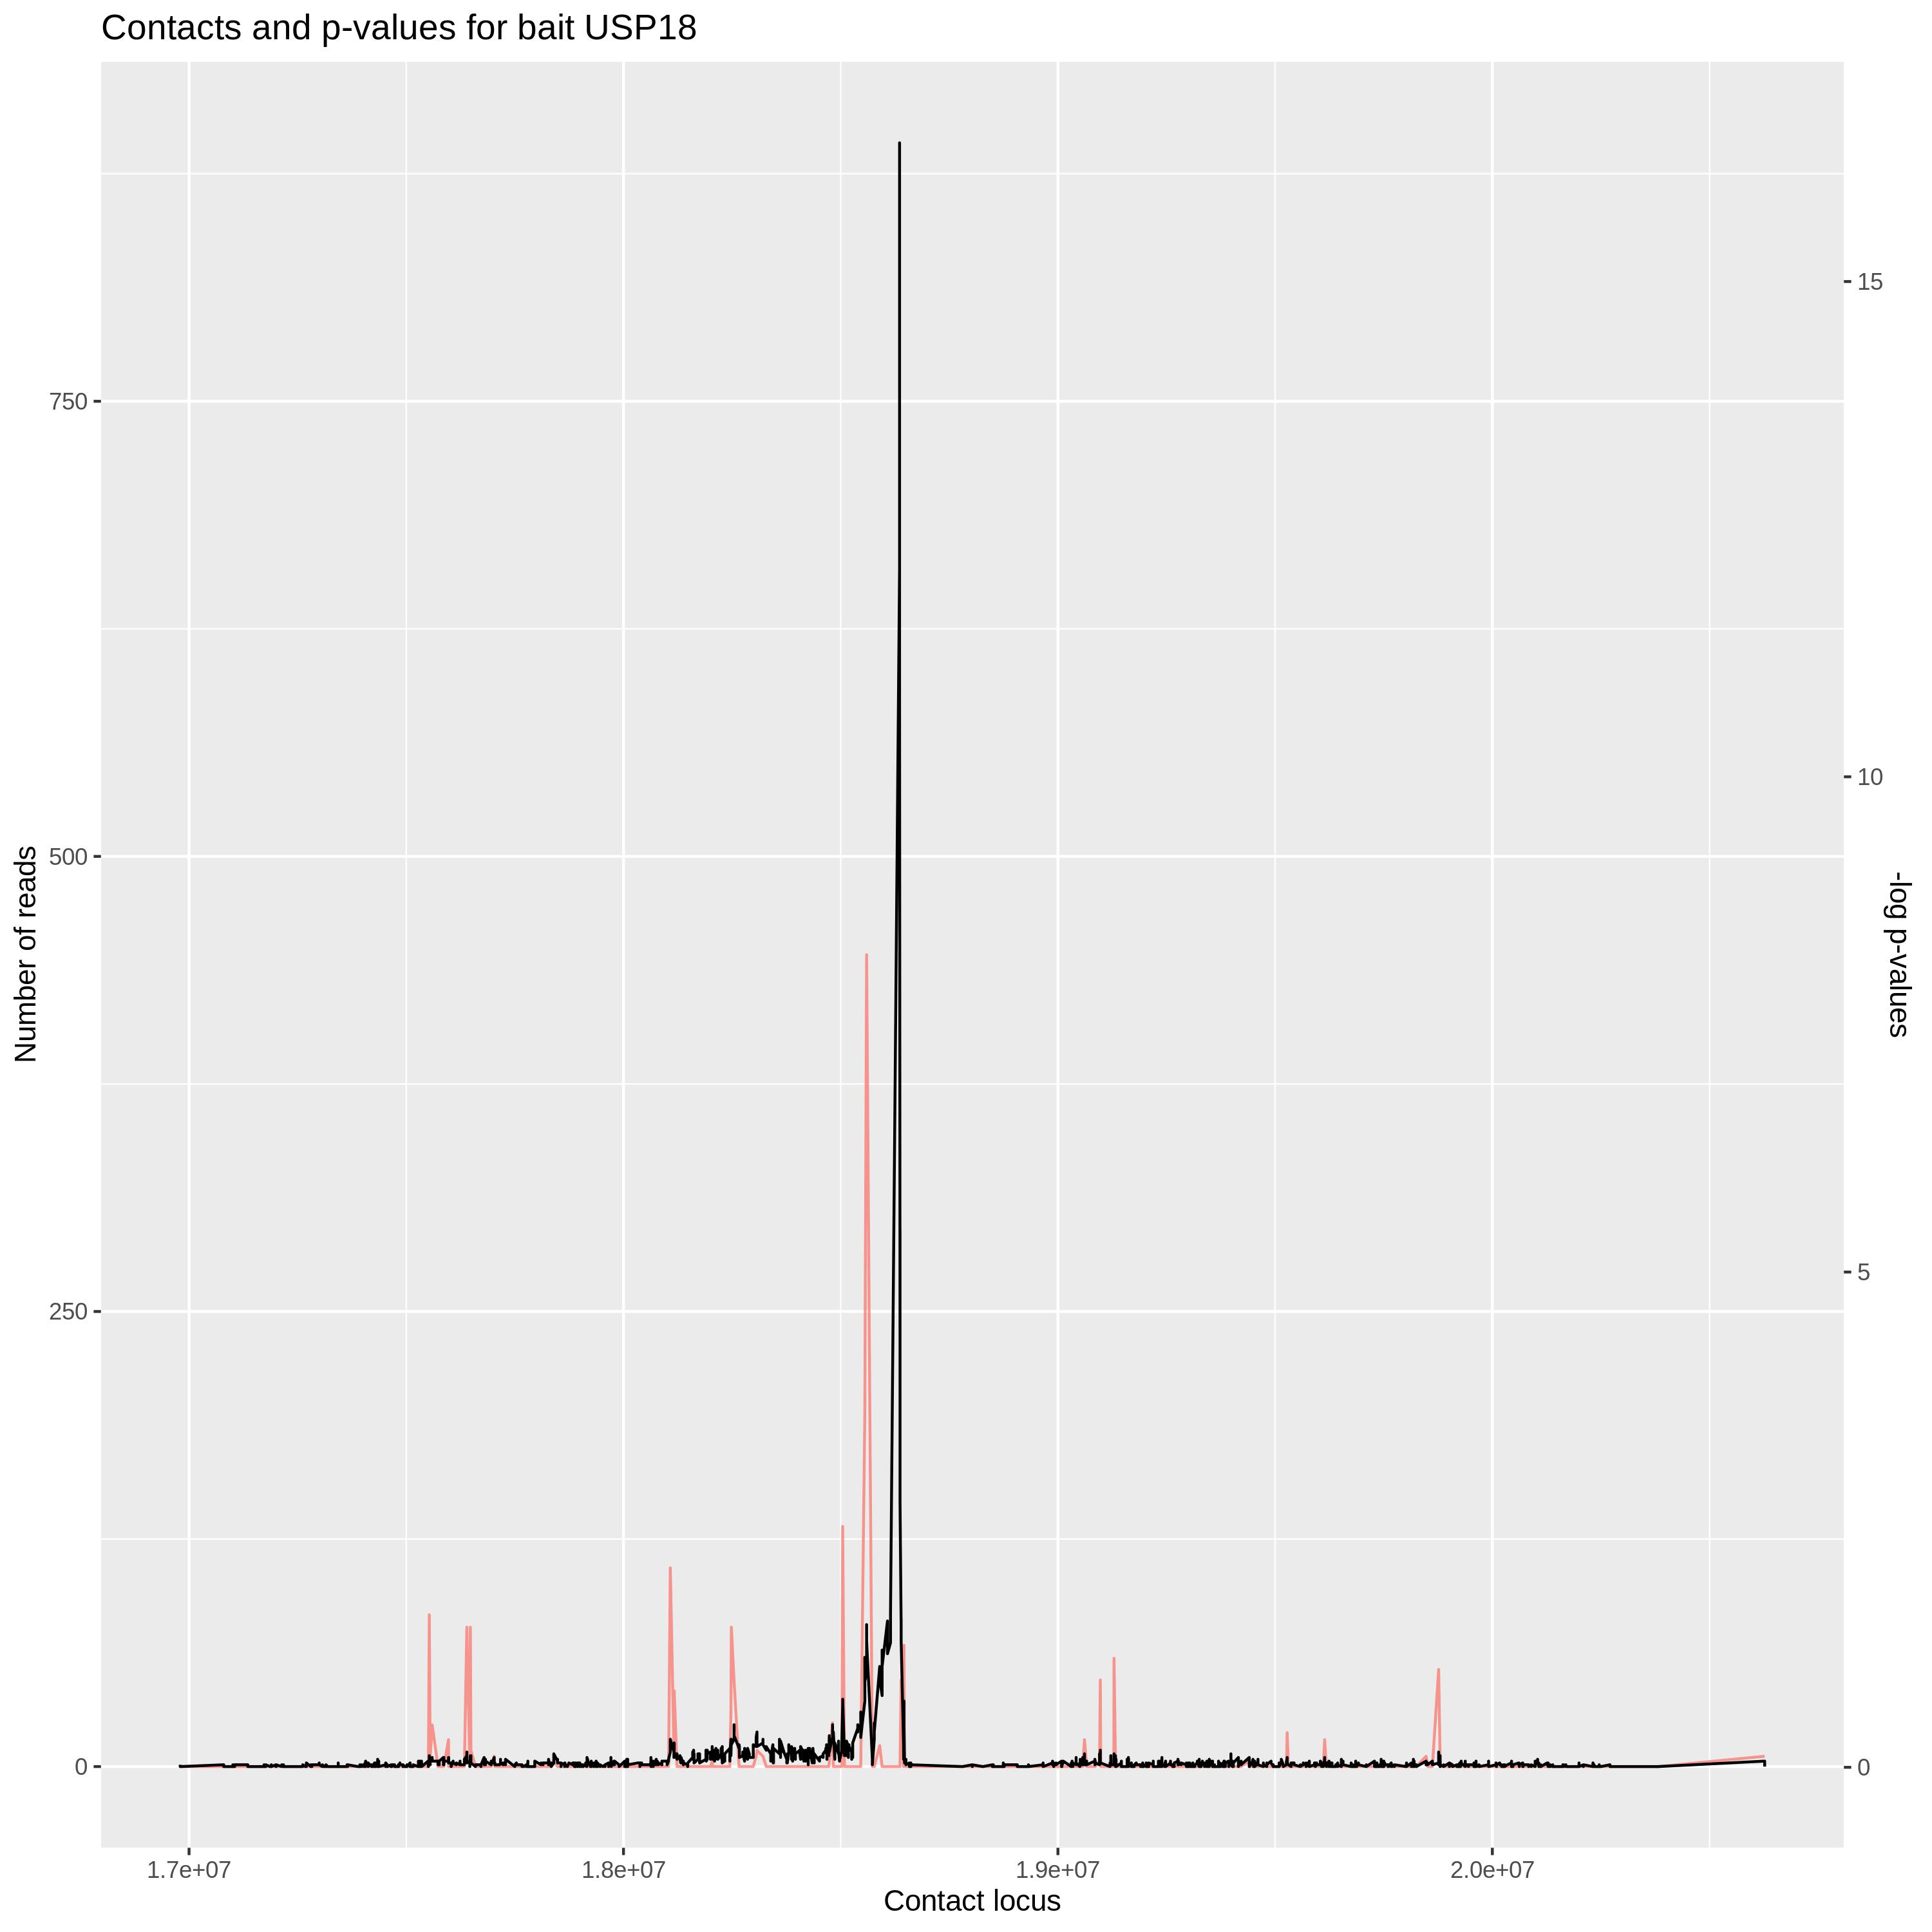 Contacts and p-values for bait USP18
Number of reads
750
500
250
0
15
10
5
0
-log p-values
1.7e+07 1.8e+07 1.9e+07 2.0e+07
Contact locus